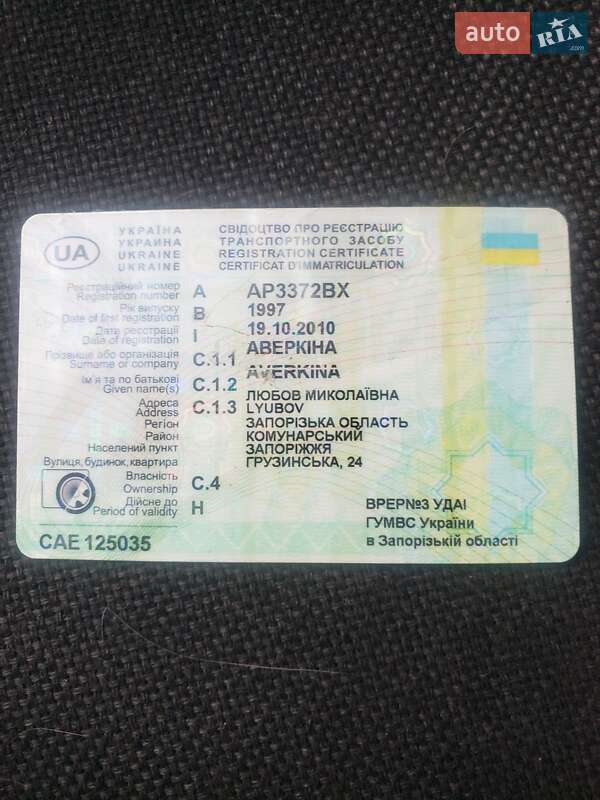 auto RIA.com
UA
УКРАЇНА СВІДОЦТВО ПРО РЕЄСТРАЦІЮ
УКРАИНА ТРАНСПОРТНОГО ЗАСОБУ
UKRAINE REGISTRATION CERTIFICATE
UKRAINE CERTIFICAT D'IMMATRICULATION
Реєстраційний номер
Registration number A AP3372BX
Рік випуску
Date of first registration B 1997
Дата реєстрації
Date of registration I 19.10.2010
Прізвище або організація АВЕРКІНА
Surname of company C.1.1 AVERKINA
Ім'я та по батькові ЛЮБОВ МИКОЛАЇВНА
Given name(s) C.1.2 LYUBOV
Адреса
Address C.1.3
Регіон ЗАПОРІЗЬКА ОБЛАСТЬ
Район КОМУНАРСЬКИЙ
Населений пункт ЗАПОРІЖЖЯ
Вулиця, будинок, квартира ГРУЗИНСЬКА, 24
Власність
Ownership C.4
Дійсне до
Period of validity H
ВРЕР№3 УДАІ
ГУМВС України
в Запорізькій області
CAE 125035